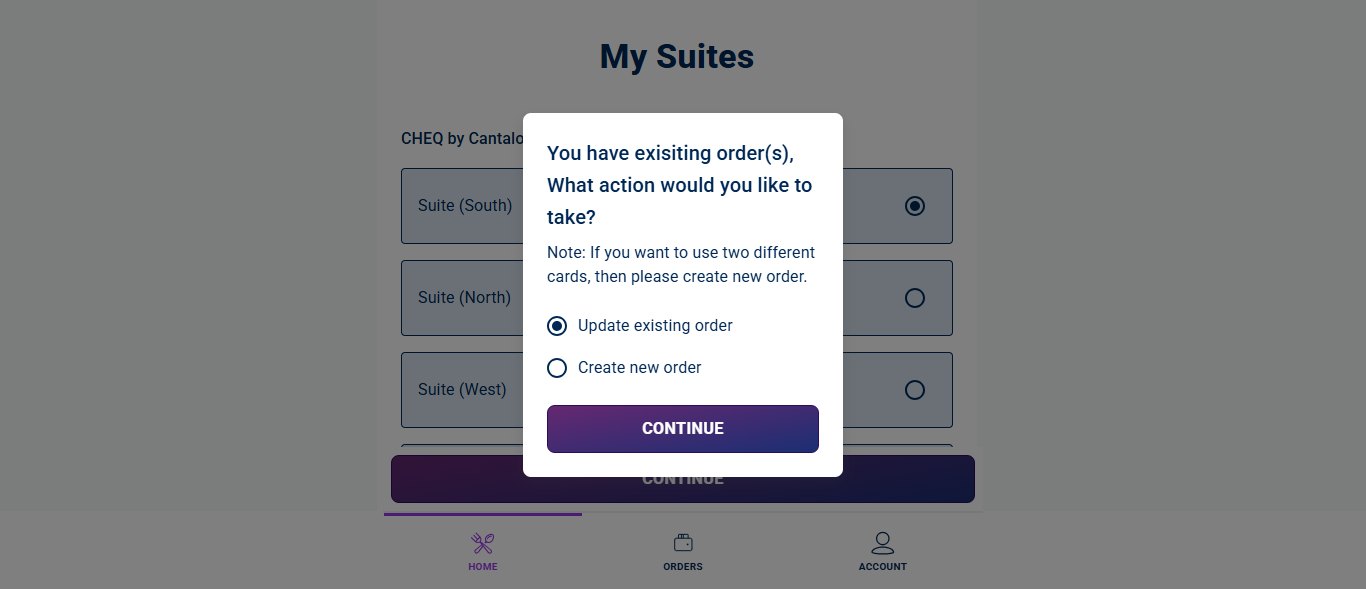 My Suites
CHEQ by Cantalo
You have exisiting order(s),
What action would you like to
take?
Note: If you want to use two different
cards, then please create new order.
Update existing order
Create new order
CONTINUE
Suite (South)
Suite (North)
Suite (West)
CONTINUE
HOME
ORDERS
ACCOUNT